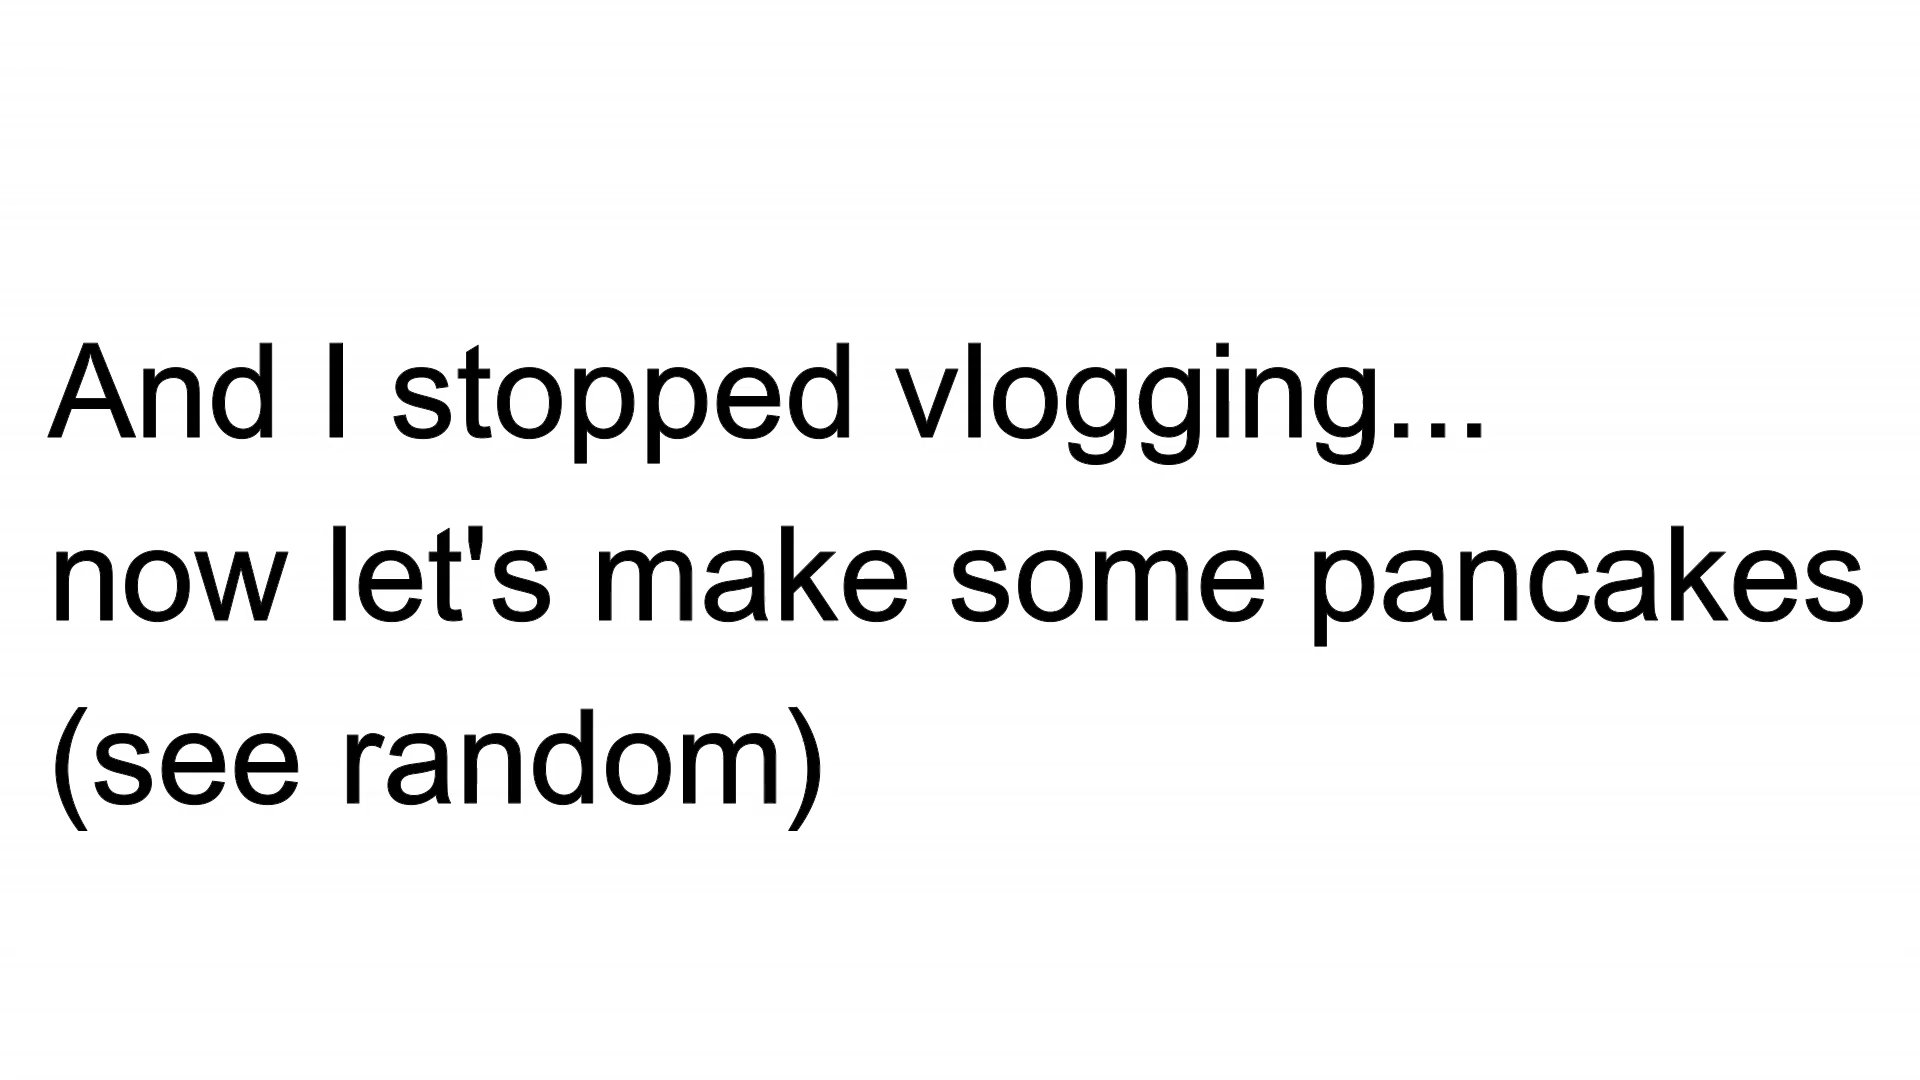 And I stopped vlogging...
now let's make some pancakes
(see random)